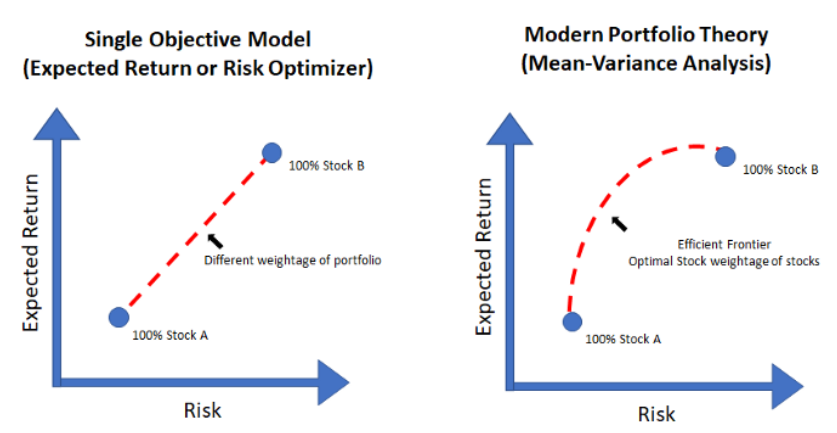 Single Objective Model
(Expected Return or Risk Optimizer)
Expected Return
100% Stock B
Different weightage of portfolio
100% Stock A
Risk
Modern Portfolio Theory
(Mean-Variance Analysis)
Expected Return
100% Stock B
Efficient Frontier
Optimal Stock weightage of stocks
100% Stock A
Risk